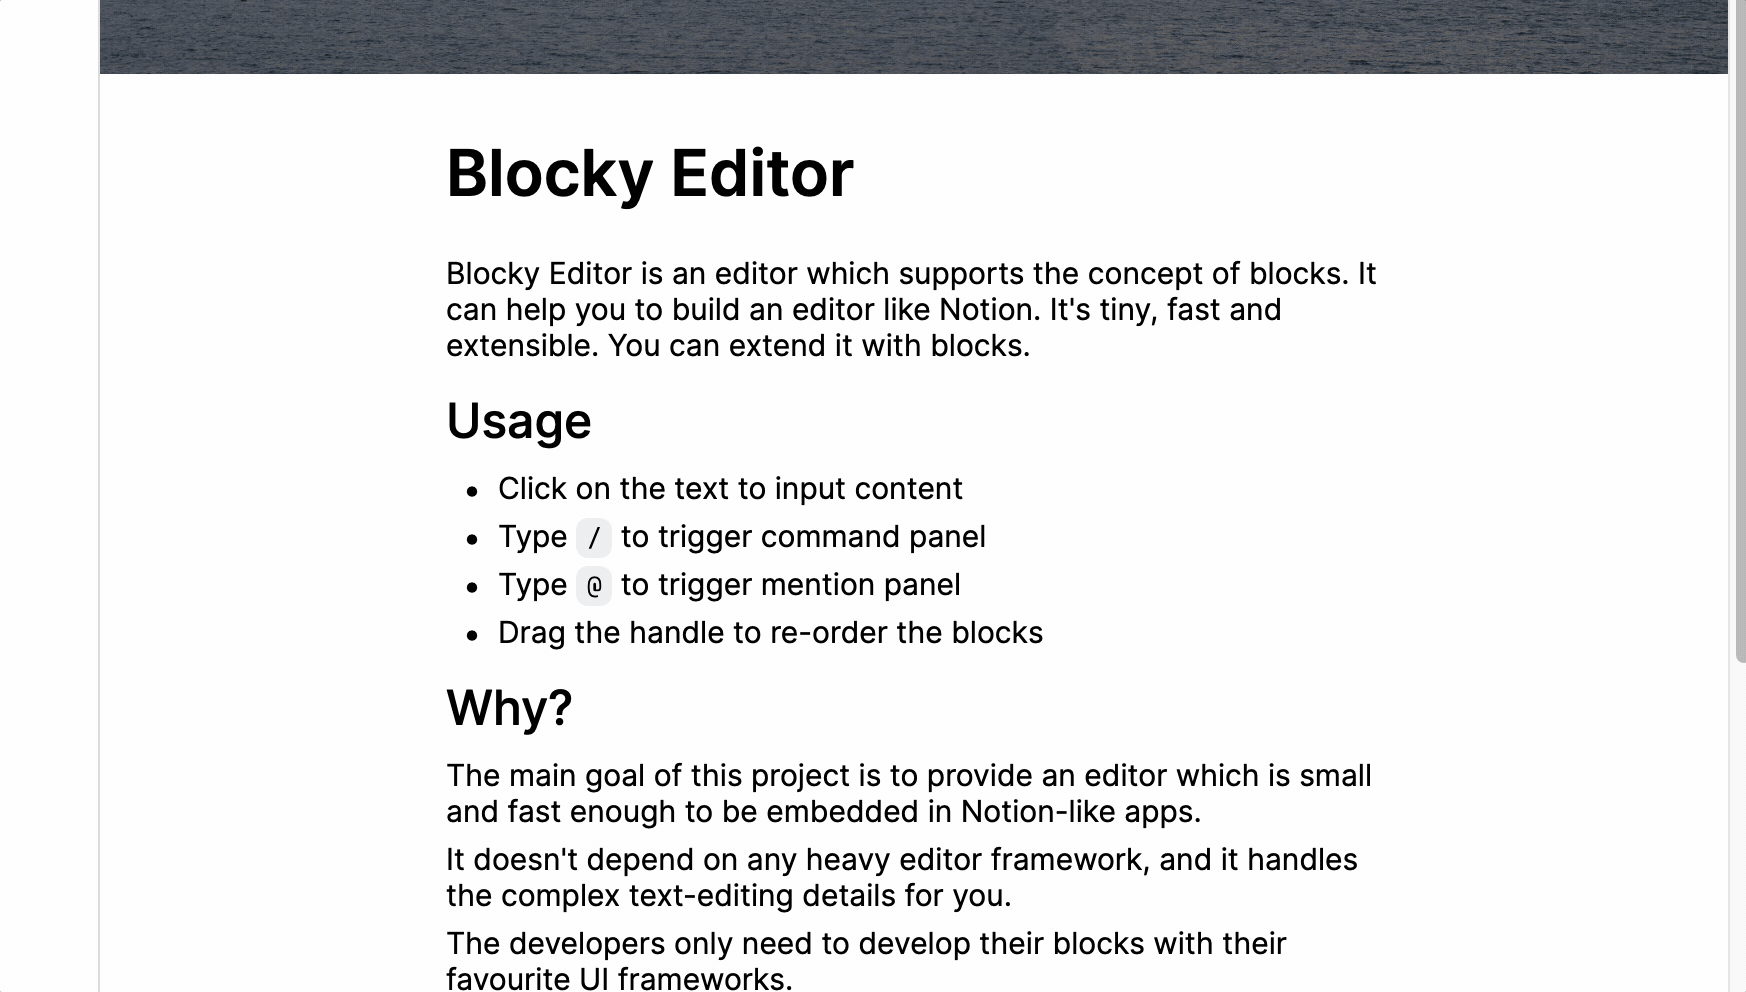 Blocky Editor
Blocky Editor is an editor which supports the concept of blocks. It
can help you to build an editor like Notion. It's tiny, fast and
extensible. You can extend it with blocks.
Usage
• Click on the text to input content
• Type / to trigger command panel
• Type @ to trigger mention panel
• Drag the handle to re-order the blocks
Why?
The main goal of this project is to provide an editor which is small
and fast enough to be embedded in Notion-like apps.
It doesn't depend on any heavy editor framework, and it handles
the complex text-editing details for you.
The developers only need to develop their blocks with their
favourite UI frameworks.